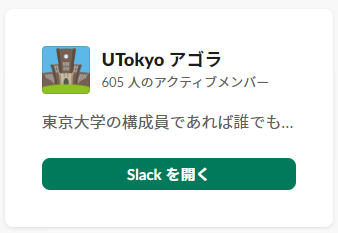 UTokyo アゴラ
605 人のアクティブメンバー
東京大学の構成員であれば誰でも...
Slack を開く